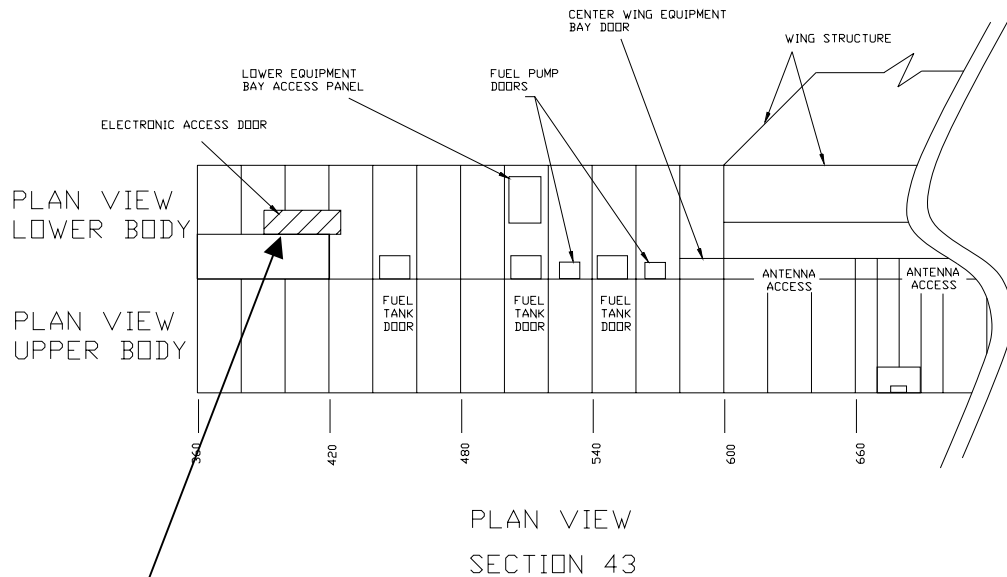 CENTER WING EQUIPMENT
BAY DOOR
WING STRUCTURE
LOWER EQUIPMENT
BAY ACCESS PANEL
FUEL PUMP
DOORS
ELECTRONIC ACCESS DOOR
PLAN VIEW
LOWER BODY
ANTENNA
ACCESS
ANTENNA
ACCESS
FUEL
TANK
DOOR
FUEL
TANK
DOOR
FUEL
TANK
DOOR
PLAN VIEW
UPPER BODY
360
420
480
540
600
660
PLAN VIEW
SECTION 43